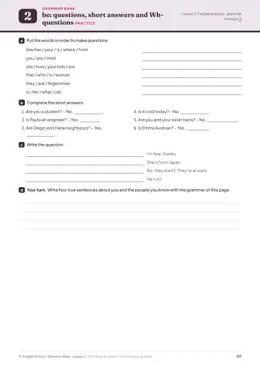 GRAMMAR BANK
2
be: questions, short answers and Wh- questions PRACTICE
Put the words in order to make questions.
teacher / your / is / where / from
you / are / tired
old / how / your kids / are
that / who / is / woman
they / are / Argentinian
is / her / what / job
b Complete the short answers.
1. Are you a student? – No,
2. Is Paulo an engineer? – Yes,
3. Are Diego and Nana neighbours? – Yes,
4. Is it cold today? – No,
5. Are you and your sister twins? – No,
6. Is Emma Austrian? – Yes,
c Write the question.
I'm fine, thanks.
She's from Japan.
No, they aren't. They're at work.
He's 42.
d Your turn. Write four true sentences about you and the people you know with the grammar of this page.